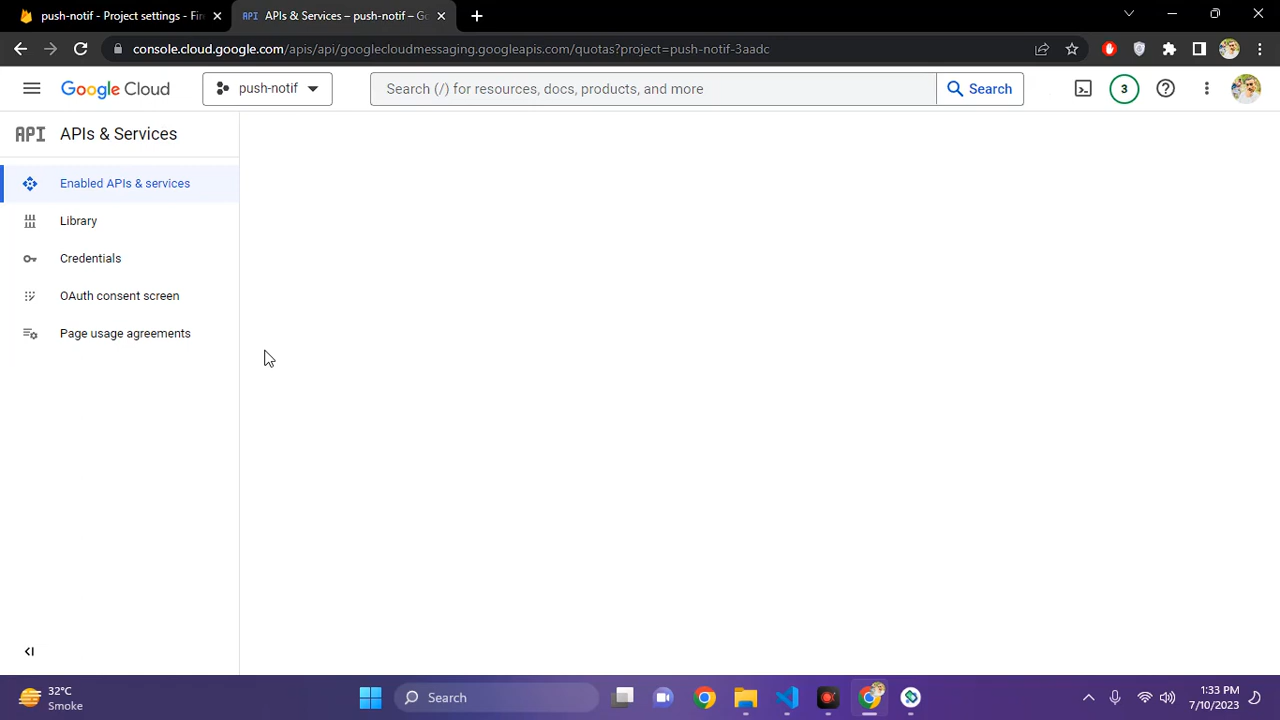 push-notif - Project settings - Fire
APIs & Services – push-notif – Go
console.cloud.google.com/apis/api/googlecloudmessaging.googleapis.com/quotas?project=push-notif-3aadc
Google Cloud
push-notif
Search (/) for resources, docs, products, and more
Search
3
API
APIs & Services
Enabled APIs & services
Library
Credentials
OAuth consent screen
Page usage agreements
32°C
Smoke
Search
1:33 PM
7/10/2023